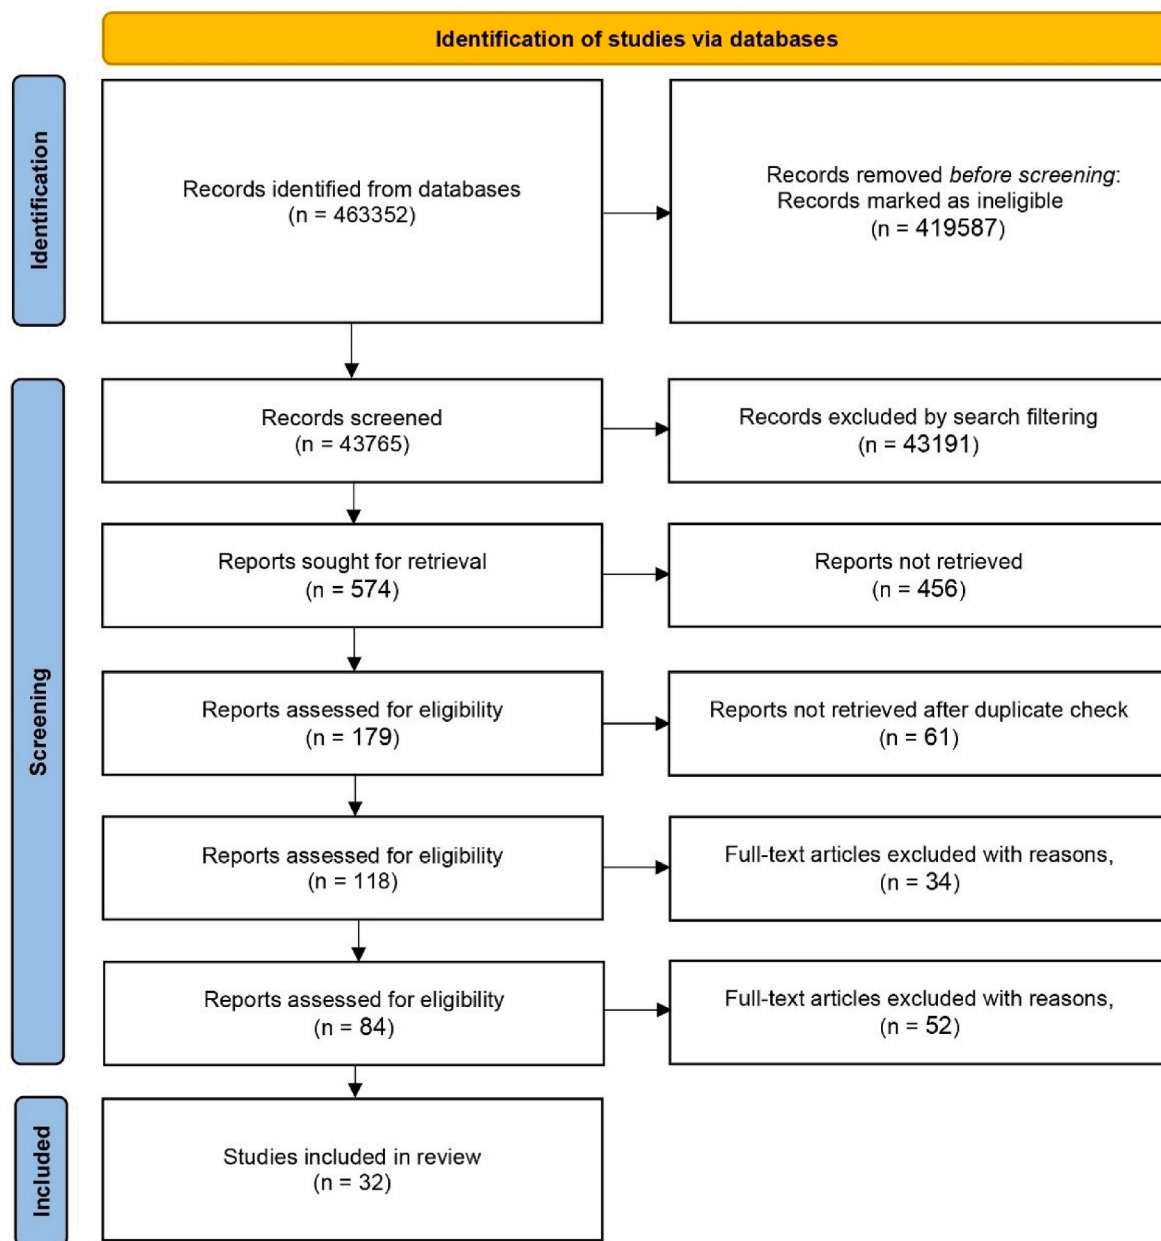 Identification of studies via databases
Identification
Records identified from databases
(n = 463352)
Records removed before screening:
Records marked as ineligible
(n = 419587)
Screening
Records screened
(n = 43765)
Records excluded by search filtering
(n = 43191)
Reports sought for retrieval
(n = 574)
Reports not retrieved
(n = 456)
Reports assessed for eligibility
(n = 179)
Reports not retrieved after duplicate check
(n = 61)
Reports assessed for eligibility
(n = 118)
Full-text articles excluded with reasons,
(n = 34)
Reports assessed for eligibility
(n = 84)
Full-text articles excluded with reasons,
(n = 52)
Included
Studies included in review
(n = 32)